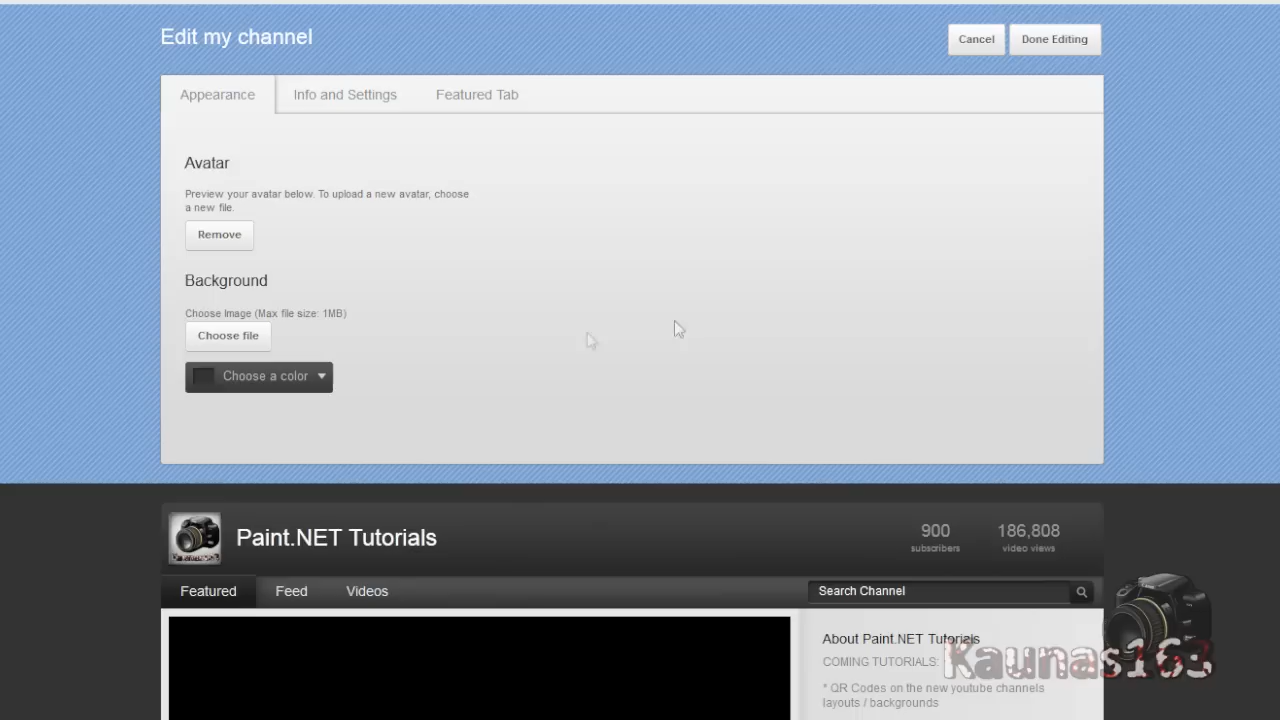 Edit my channel
Cancel
Done Editing
Appearance
Info and Settings
Featured Tab
Avatar
Preview your avatar below. To upload a new avatar, choose
a new file.
Remove
Background
Choose Image (Max file size: 1MB)
Choose file
Choose a color
Paint.NET Tutorials
900
subscribers
186,808
video views
Featured
Feed
Videos
Search Channel
About Paint.NET Tutorials
COMING TUTORIALS:
Kaunas163
* QR Codes on the new youtube channels
layouts / backgrounds